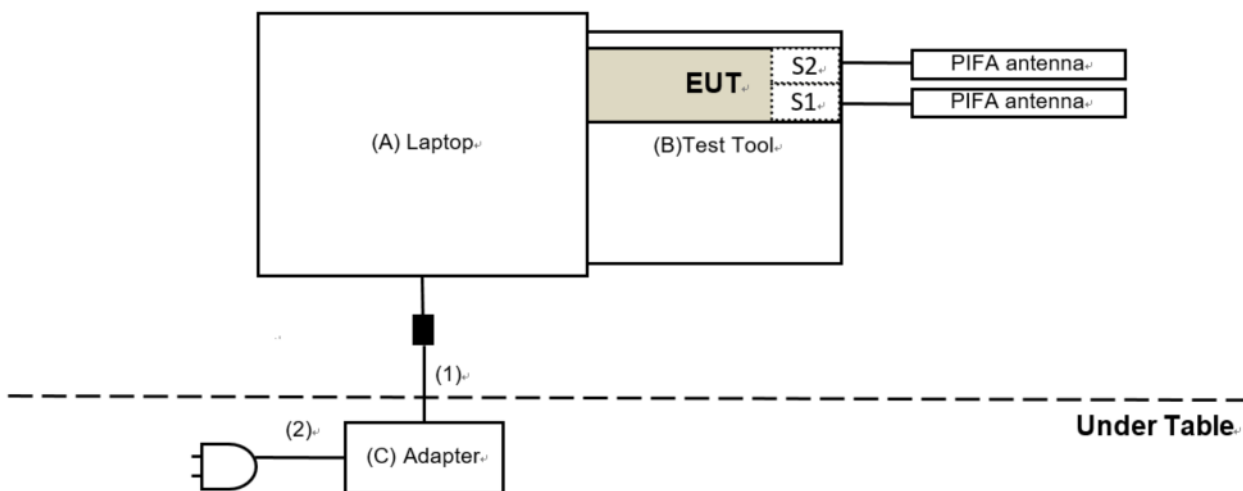 S2
PIFA antenna
EUT
S1
PIFA antenna
(A) Laptop
(B)Test Tool
(1)
Under Table
(2)
(C) Adapter